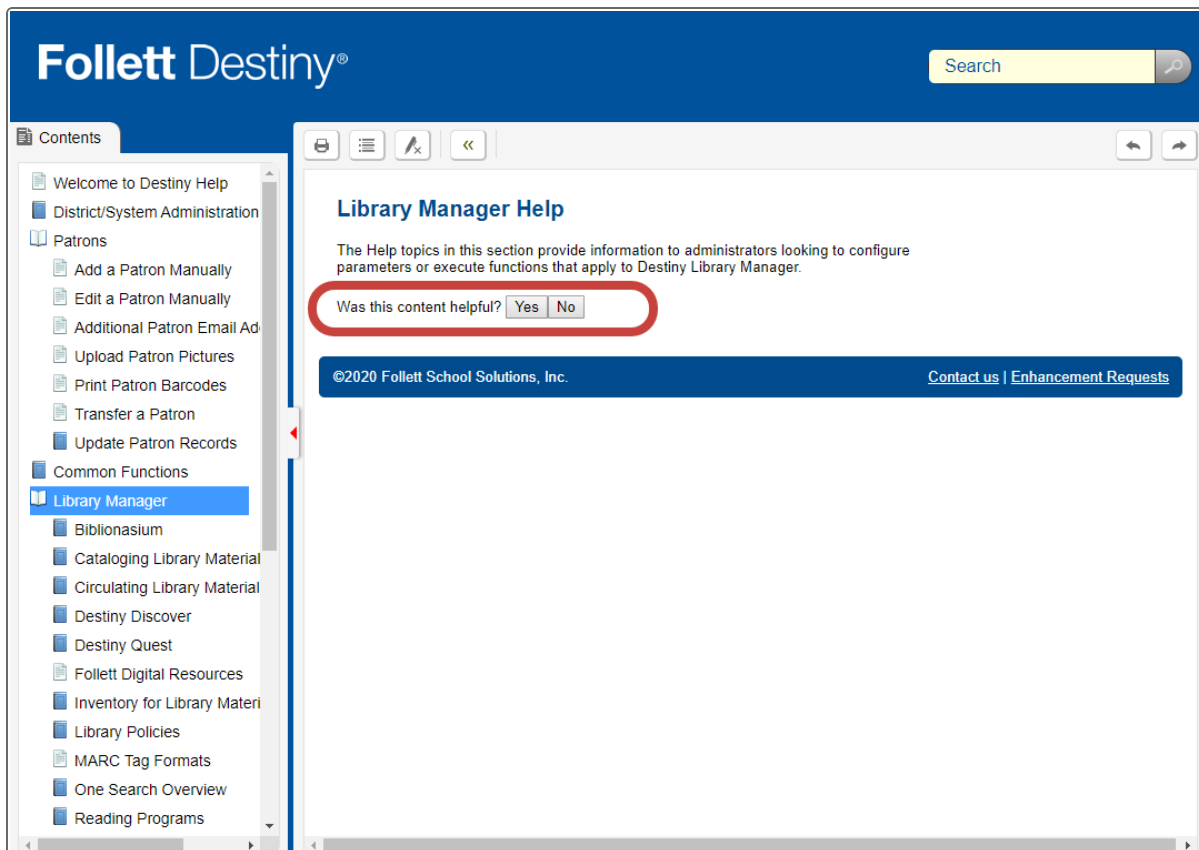 Follett Destiny®
Search
Contents
Welcome to Destiny Help
District/System Administration
Patrons
Add a Patron Manually
Edit a Patron Manually
Additional Patron Email Ad
Upload Patron Pictures
Print Patron Barcodes
Transfer a Patron
Update Patron Records
Common Functions
Library Manager
Biblionasium
Cataloging Library Material
Circulating Library Material
Destiny Discover
Destiny Quest
Follett Digital Resources
Inventory for Library Materi
Library Policies
MARC Tag Formats
One Search Overview
Reading Programs
Library Manager Help
The Help topics in this section provide information to administrators looking to configure
parameters or execute functions that apply to Destiny Library Manager.
Was this content helpful? Yes No
©2020 Follett School Solutions, Inc. Contact us | Enhancement Requests